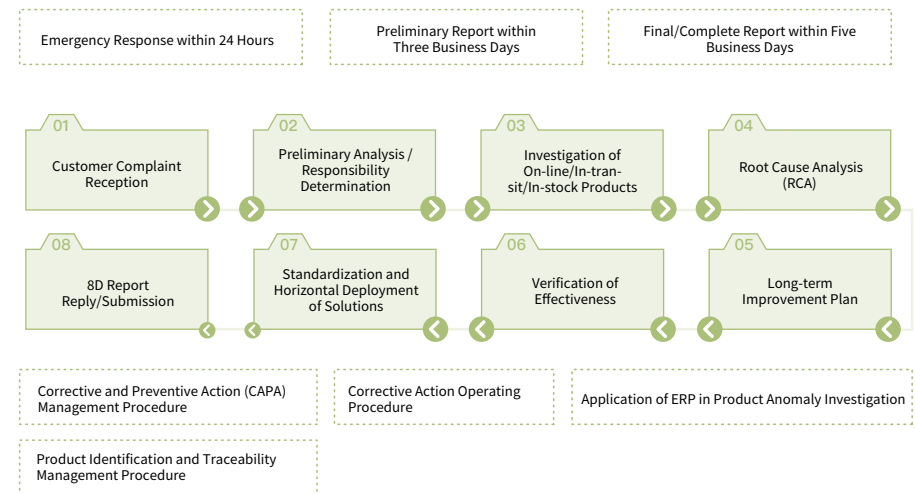 Emergency Response within 24 Hours
Preliminary Report within
Three Business Days
Final/Complete Report within Five
Business Days
01
Customer Complaint
Reception
02
Preliminary Analysis /
Responsibility
Determination
03
Investigation of
On-line/In-tran-
sit/In-stock Products
04
Root Cause Analysis
(RCA)
08
8D Report
Reply/Submission
07
Standardization and
Horizontal Deployment
of Solutions
06
Verification of
Effectiveness
05
Long-term
Improvement Plan
Corrective and Preventive Action (CAPA)
Management Procedure
Corrective Action Operating
Procedure
Application of ERP in Product Anomaly Investigation
Product Identification and Traceability
Management Procedure